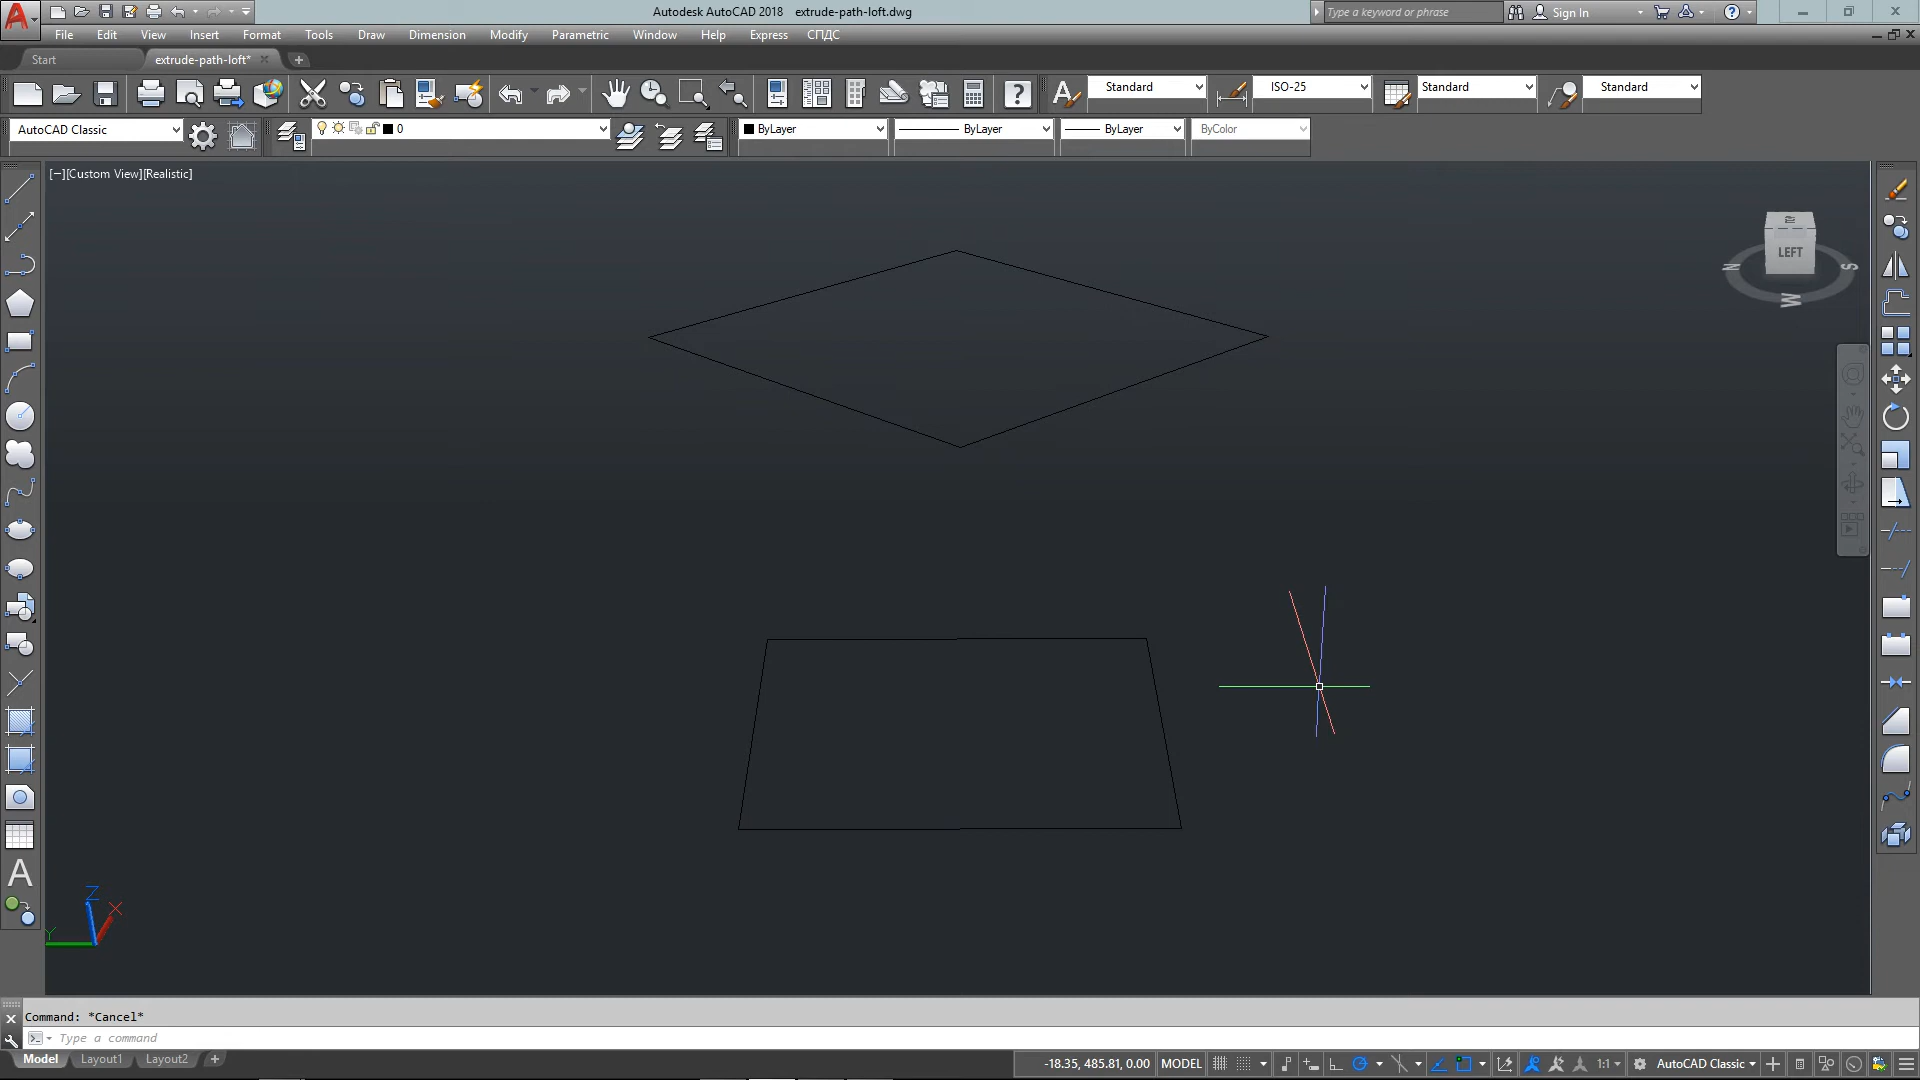 A Autodesk AutoCAD 2018 extrude-path-loft.dwg Type a keyword or phrase Sign In
File Edit View Insert Format Tools Draw Dimension Modify Parametric Window Help Express СПДС
Start extrude-path-loft*
Standard ISO-25 Standard Standard
AutoCAD Classic 0 ByLayer ByLayer ByLayer ByColor
[−][Custom View][Realistic]
LEFT
N S
W
A
Z X
Y
Command: *Cancel*
Type a command
Model Layout1 Layout2
-18.35, 485.81, 0.00 MODEL 1:1 AutoCAD Classic